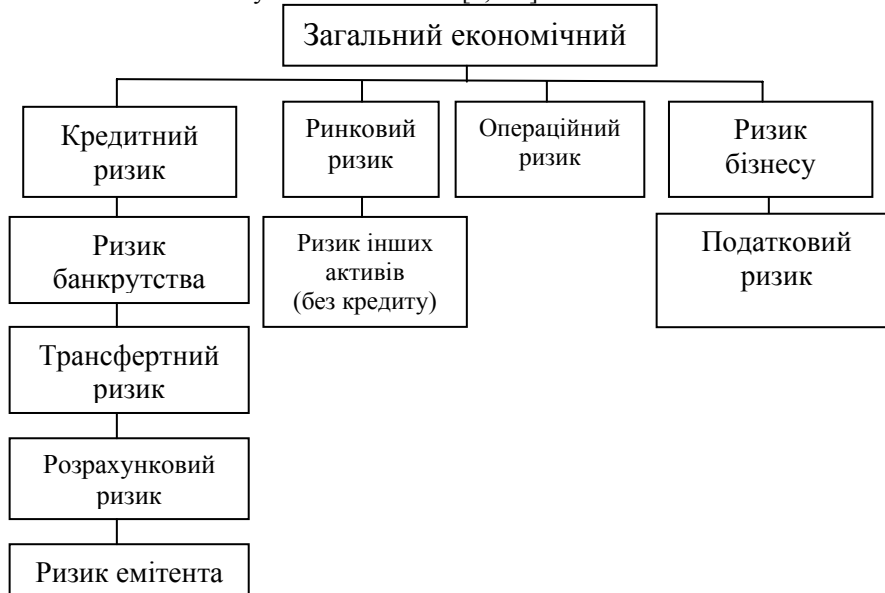 Загальний економічний
Кредитний
ризик
Ринковий
ризик
Операційний
ризик
Ризик
бізнесу
Ризик
банкрутства
Ризик інших
активів
(без кредиту)
Податковий
ризик
Трансфертний
ризик
Розрахунковий
ризик
Ризик емітента